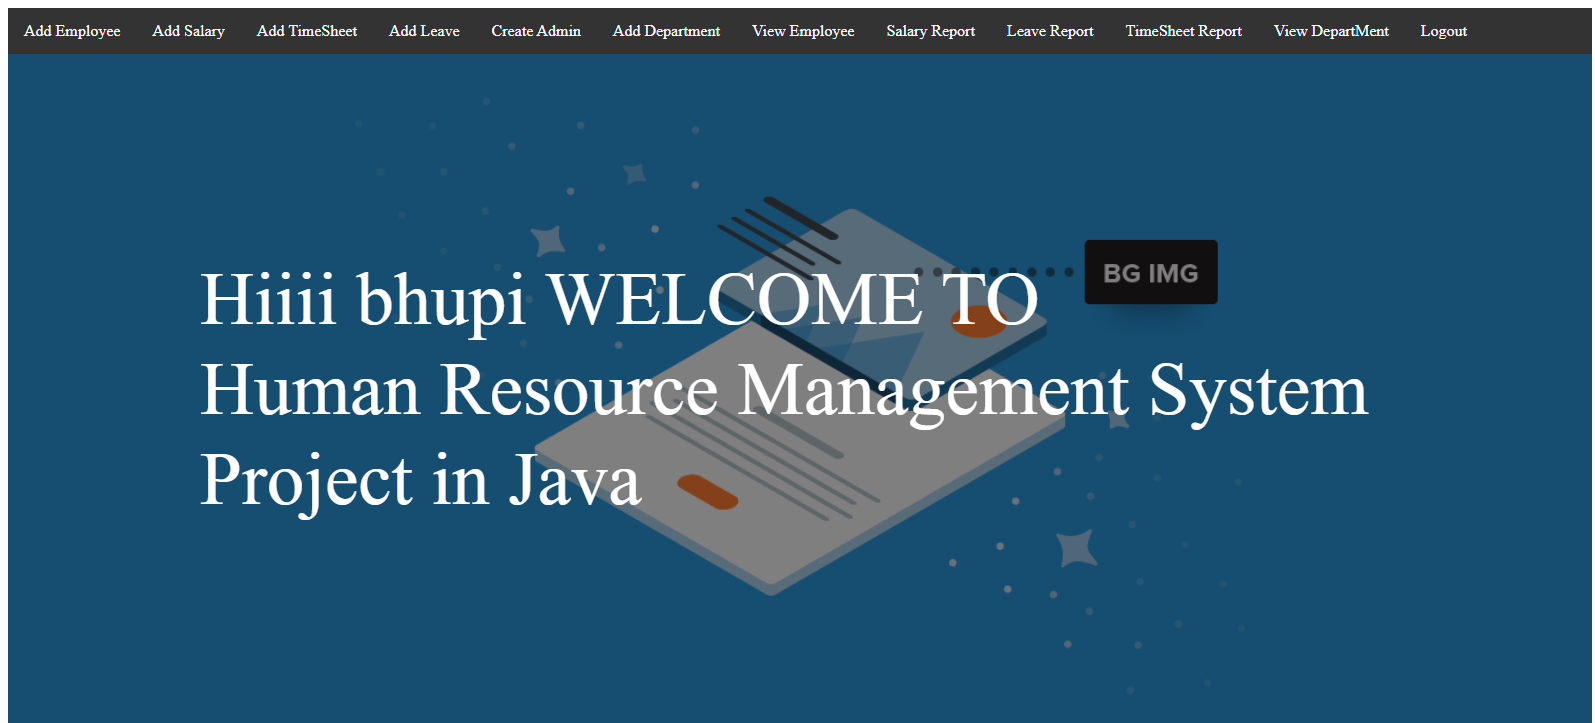 Add Employee Add Salary Add TimeSheet Add Leave Create Admin Add Department View Employee Salary Report Leave Report TimeSheet Report View DepartMent Logout
BG IMG
Hiiii bhupi WELCOME TO
Human Resource Management System
Project in Java